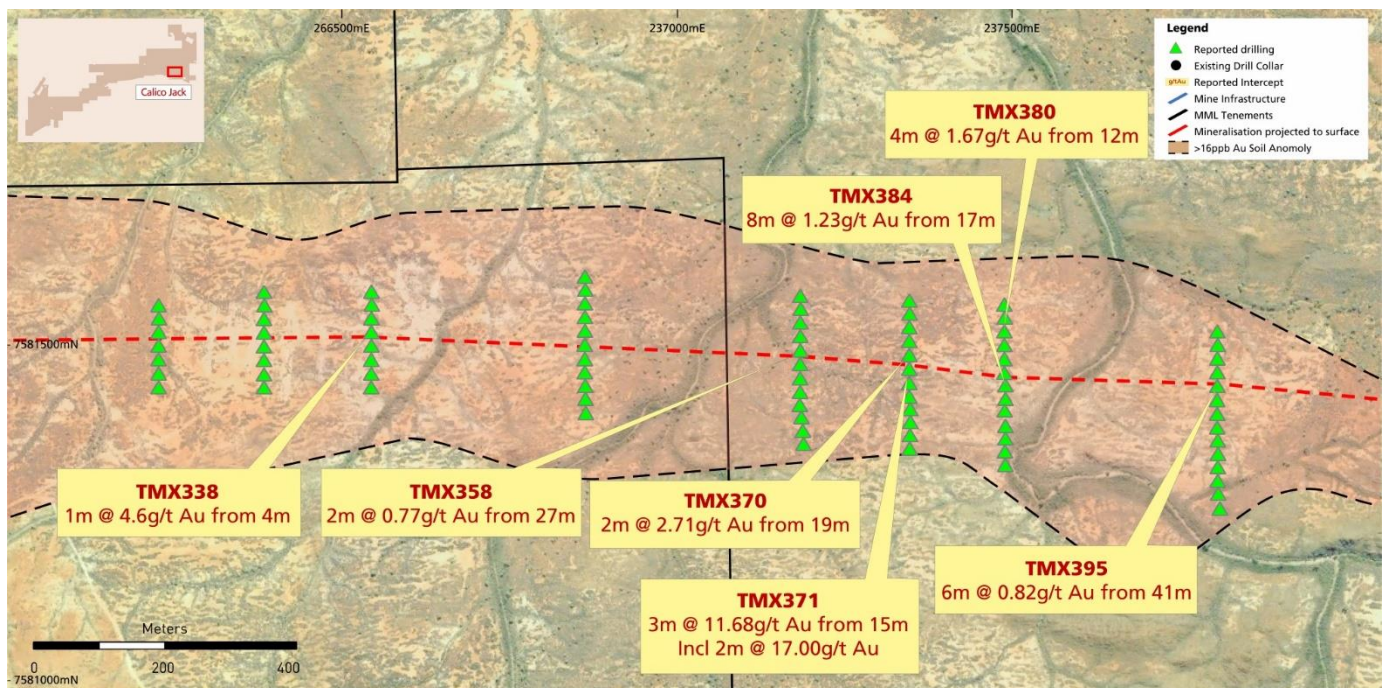 266500mE
237000mE
237500mE
Calico Jack
Legend
Reported drilling
Existing Drill Collar
g/tAu
Reported Intercept
Mine Infrastructure
MML Tenements
Mineralisation projected to surface
>16ppb Au Soil Anomoly
TMX380
4m @ 1.67g/t Au from 12m
TMX384
8m @ 1.23g/t Au from 17m
7581500mN
TMX338
1m @ 4.6g/t Au from 4m
TMX358
2m @ 0.77g/t Au from 27m
TMX370
2m @ 2.71g/t Au from 19m
TMX395
6m @ 0.82g/t Au from 41m
TMX371
3m @ 11.68g/t Au from 15m
Incl 2m @ 17.00g/t Au
Meters
0 200 400
7581000mN